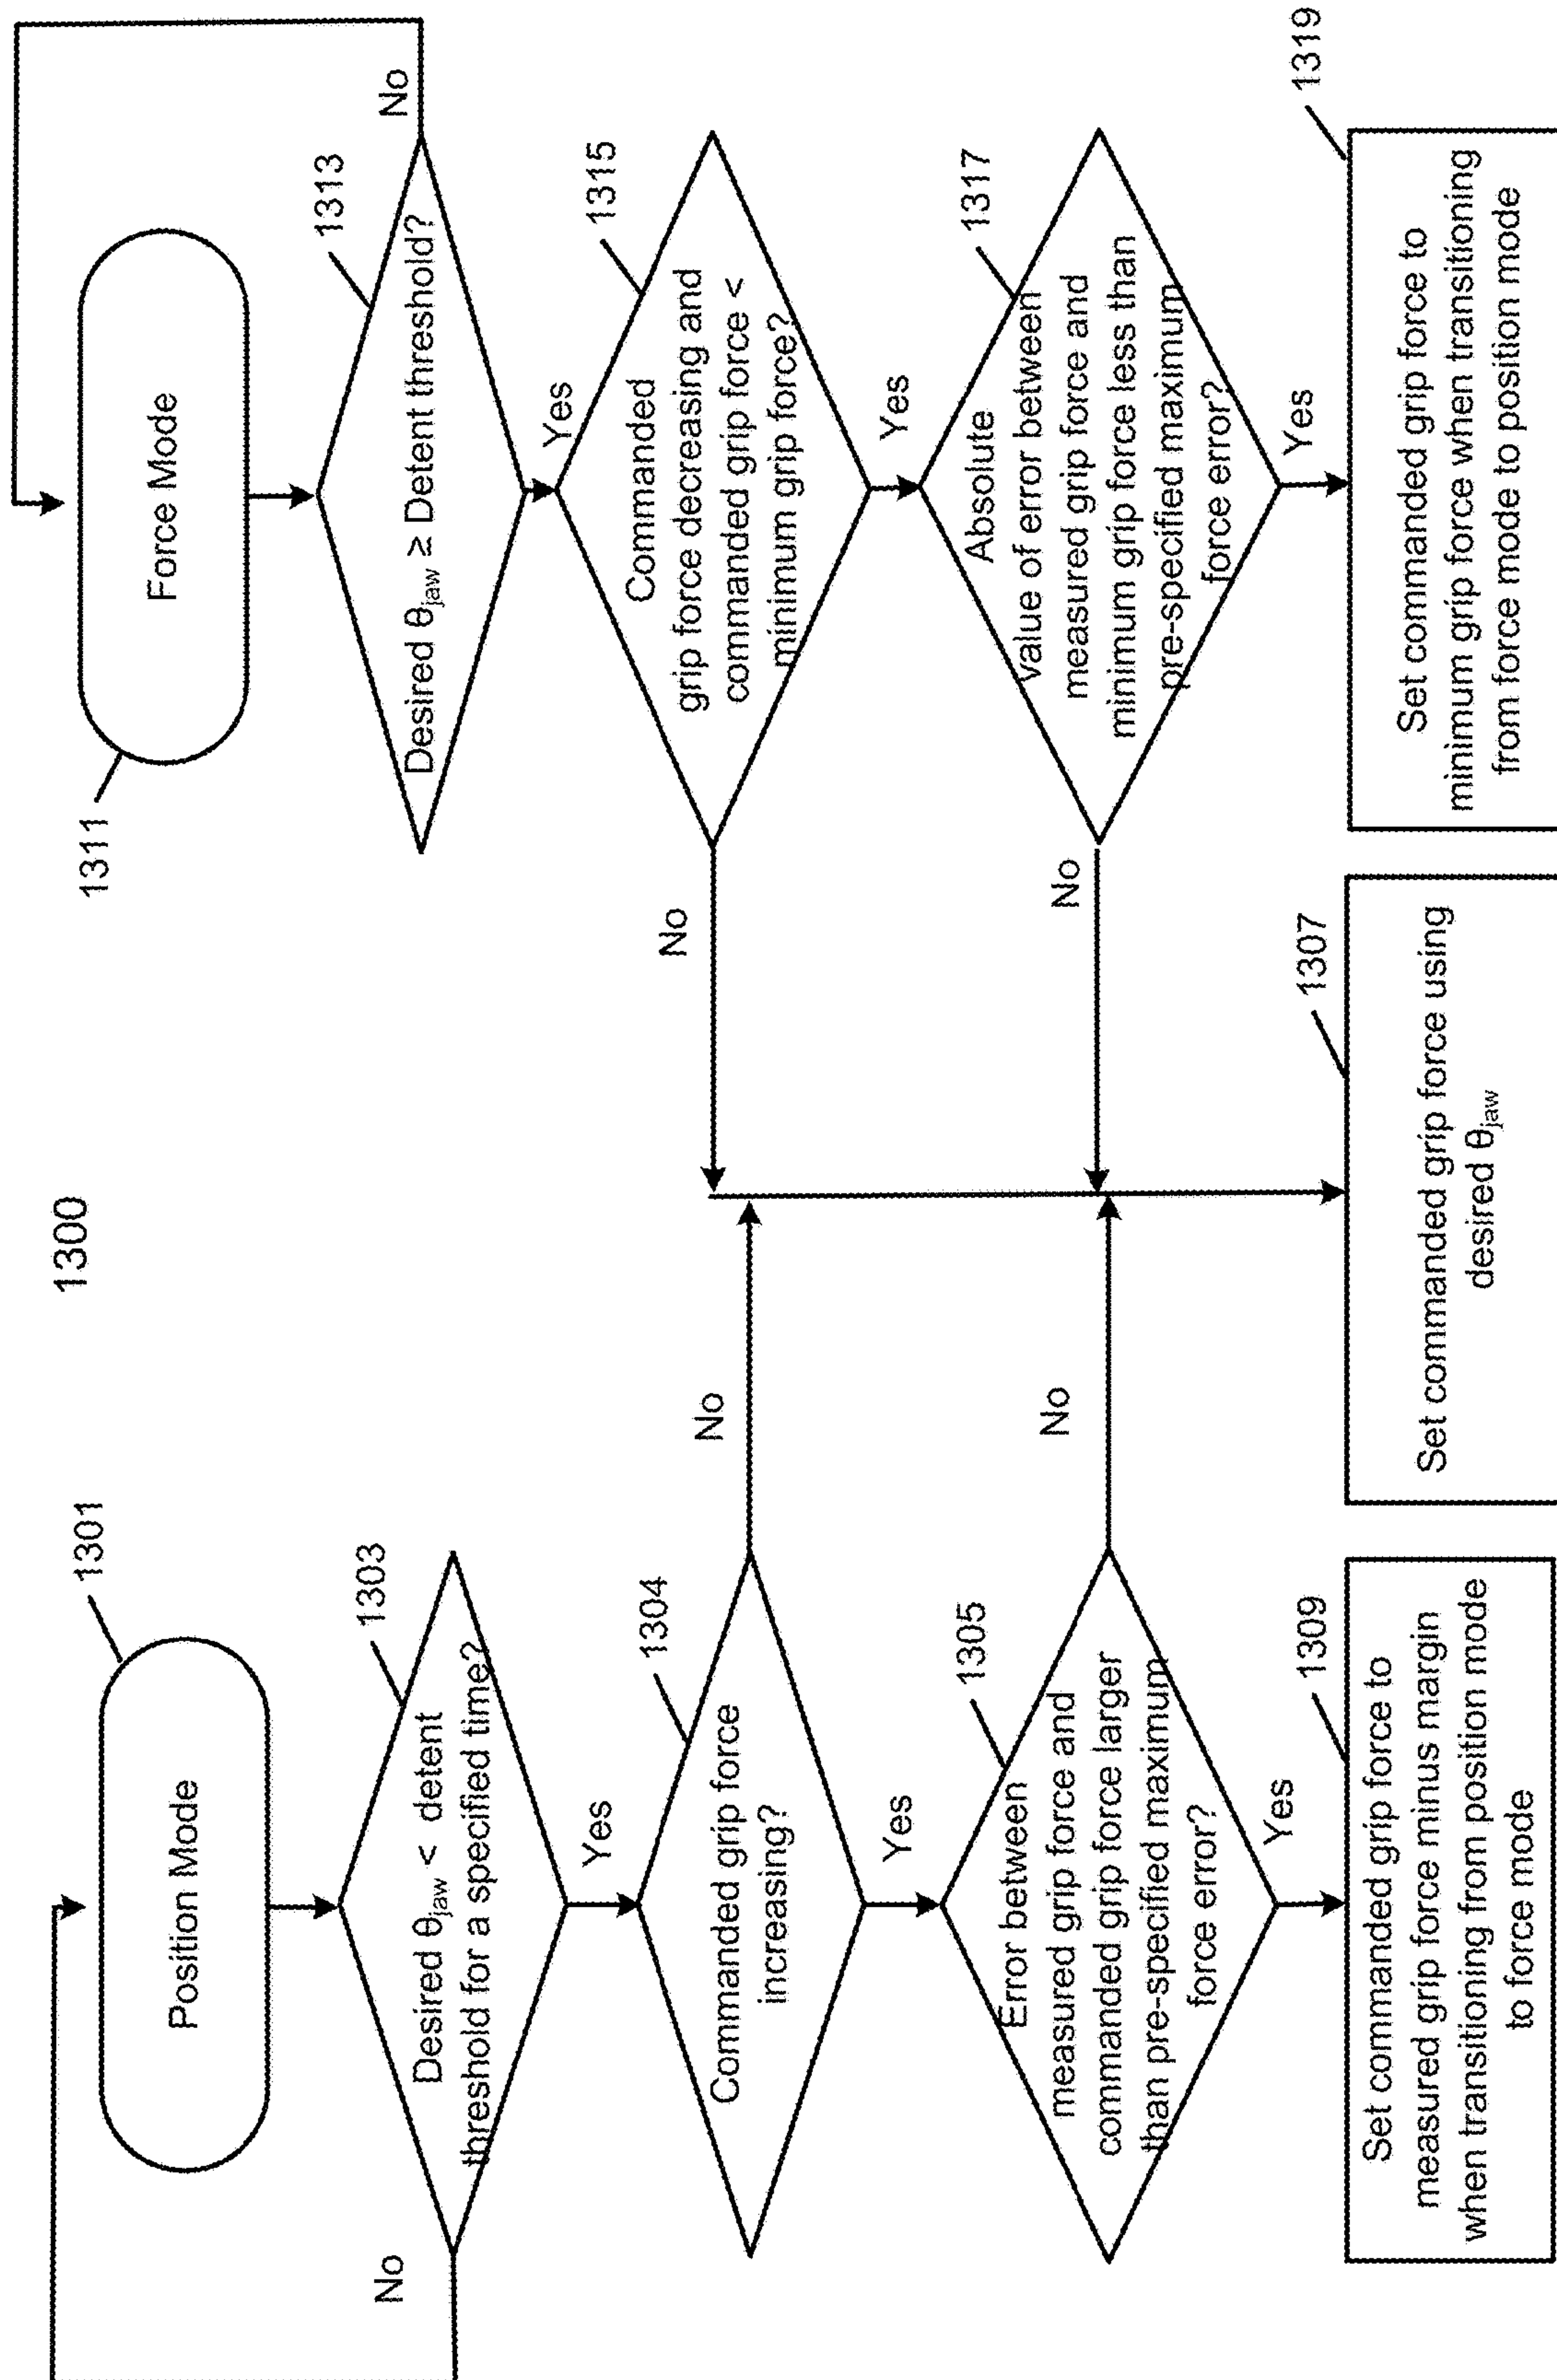 1300
1301
Position Mode
1303
Desired θjaw < detent
threshold for a specified time?
No
Yes
1304
Commanded grip force
increasing?
No
Yes
1305
Error between
measured grip force and
commanded grip force larger
than pre-specified maximum
force error?
No
Yes
1309
Set commanded grip force to
measured grip force minus margin
when transitioning from position mode
to force mode
1307
Set commanded grip force using
desired θjaw
1311
Force Mode
1313
Desired θjaw ≥ Detent threshold?
No
Yes
1315
Commanded
grip force decreasing and
commanded grip force <
minimum grip force?
No
Yes
1317
Absolute
value of error between
measured grip force and
minimum grip force less than
pre-specified maximum
force error?
No
Yes
1319
Set commanded grip force to
minimum grip force when transitioning
from force mode to position mode